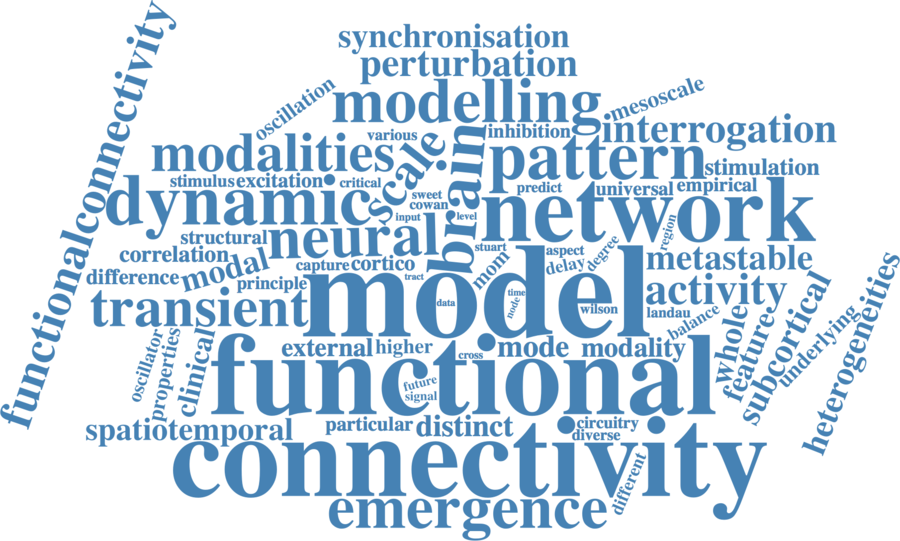 synchronisation
perturbation
modelling
oscillation
mesoscale
various
inhibition
interrogation
modalities
scale
brain
pattern
stimulation
stimulus
excitation
critical
predict
universal
empirical
dynamic
sweet
cowan
input
level
network
region
structural
neural
correlation
modal
capture
cortico
tract
stuart
mom
aspect
delay
degree
metastable
difference
principle
functionalconnectivity
transient
model
data
time
node
wilson
activity
landau
balance
whole
feature
subcortical
underlying
heterogeneities
oscillator
properties
clinical
external
higher
cross
mode
modality
functional
future
signal
spatiotemporal
particular
distinct
circuitry
diverse
connectivity
different
emergence